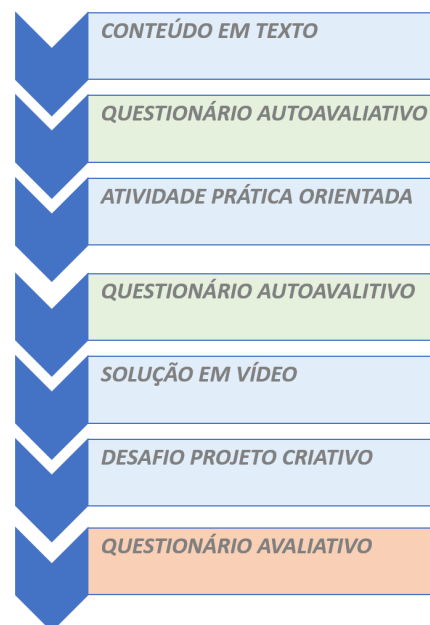 CONTEÚDO EM TEXTO
QUESTIONÁRIO AUTOAVALIATIVO
ATIVIDADE PRÁTICA ORIENTADA
QUESTIONÁRIO AUTOAVALITIVO
SOLUÇÃO EM VÍDEO
DESAFIO PROJETO CRIATIVO
QUESTIONÁRIO AVALIATIVO